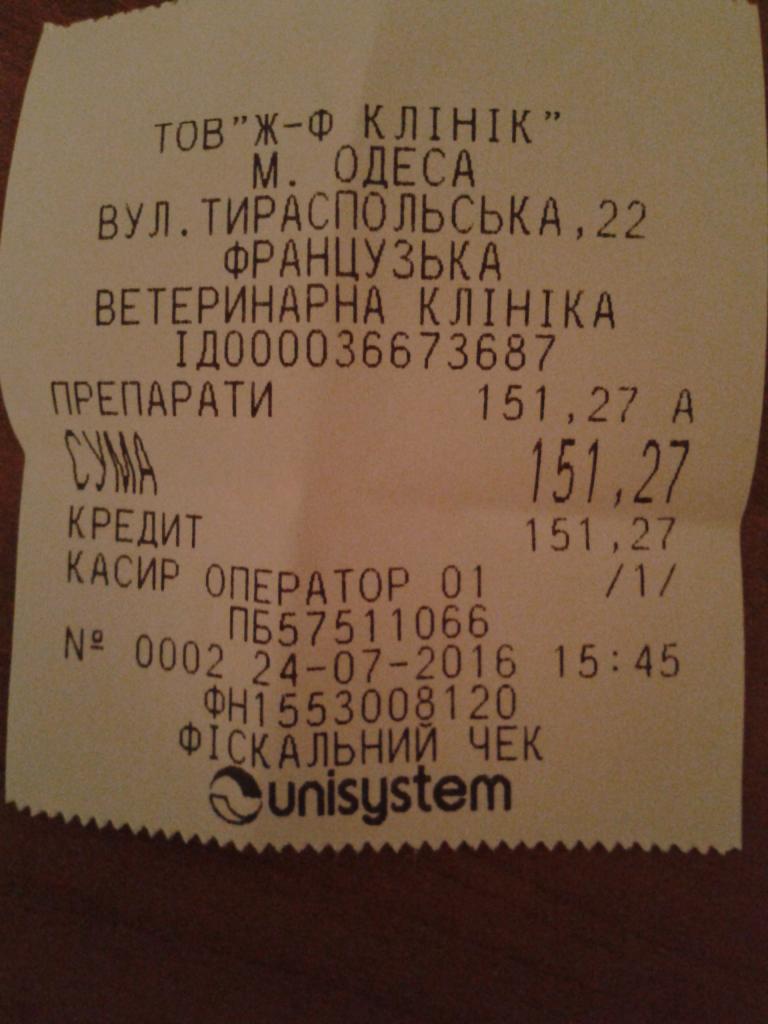 ТОВ"Ж-Ф КЛІНІК"
М. ОДЕСА
ВУЛ.ТИРАСПОЛЬСЬКА,22
ФРАНЦУЗЬКА
ВЕТЕРИНАРНА КЛІНІКА
ІД000036673687
ПРЕПАРАТИ 151,27 А
СУМА 151,27
КРЕДИТ 151,27
КАСИР ОПЕРАТОР 01 /1/
ПБ57511066
№ 0002 24-07-2016 15:45
ФН1553008120
ФІСКАЛЬНИЙ ЧЕК
unisystem